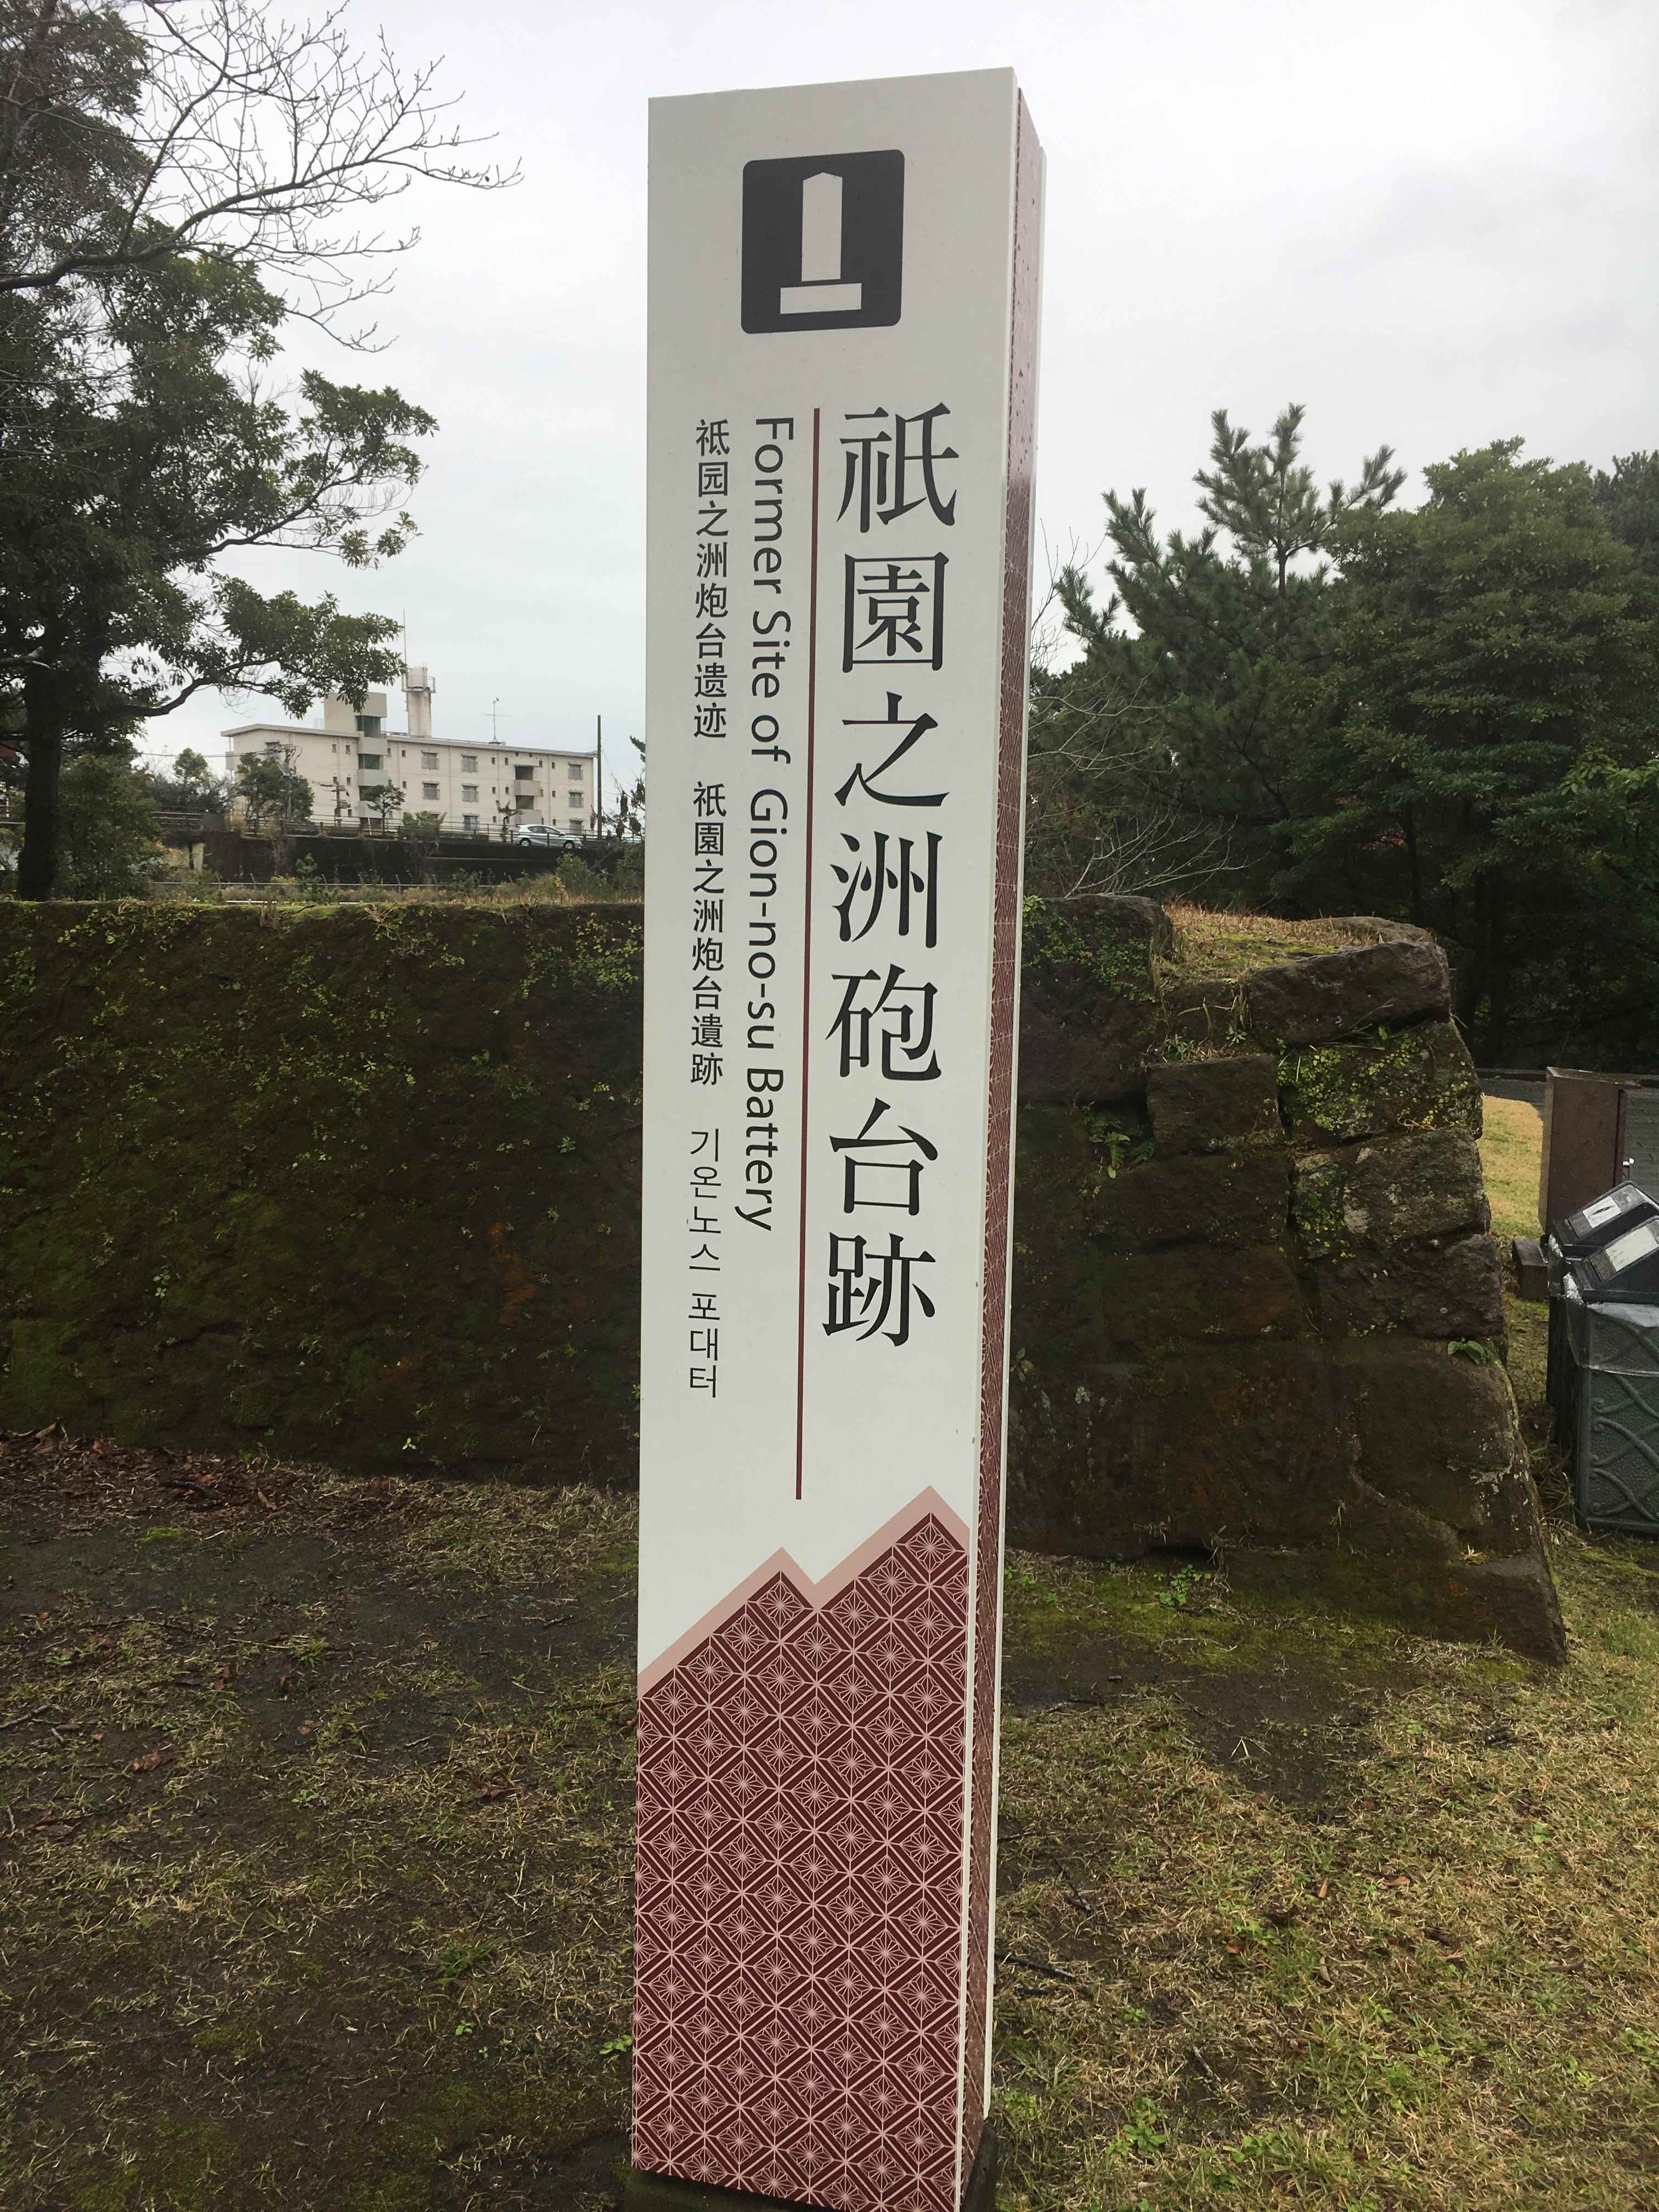 祇園之洲砲台跡
Former Site of Gion-no-su Battery
祗园之洲炮台遗迹 祇園之洲炮台遺跡 기온노스 포대터